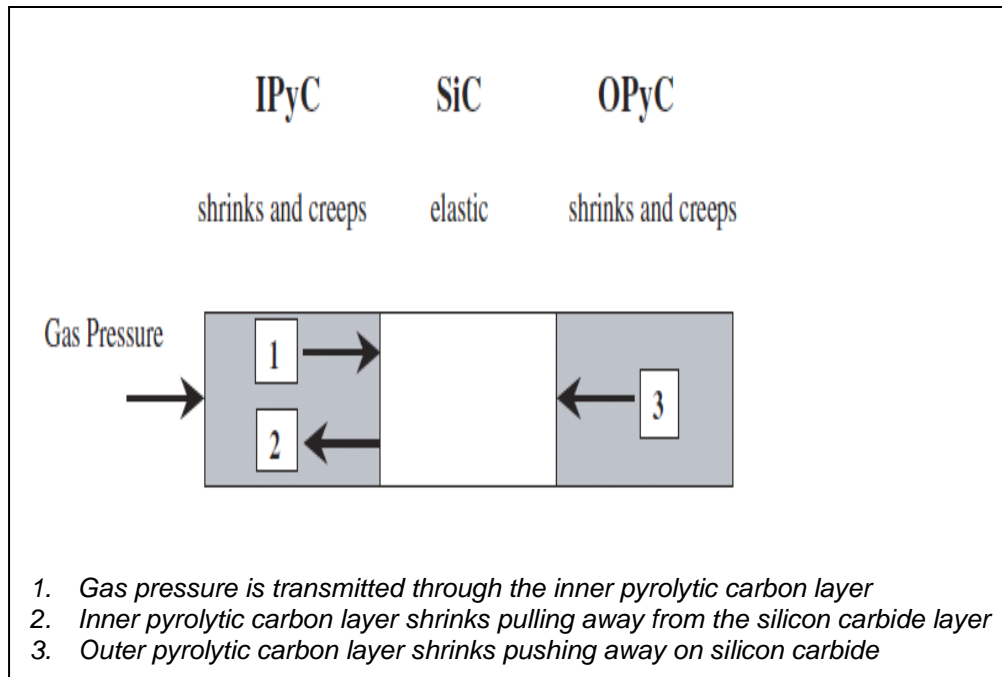 IPyC SiC OPyC
shrinks and creeps elastic shrinks and creeps
Gas Pressure
1
2
3
1. Gas pressure is transmitted through the inner pyrolytic carbon layer
2. Inner pyrolytic carbon layer shrinks pulling away from the silicon carbide layer
3. Outer pyrolytic carbon layer shrinks pushing away on silicon carbide